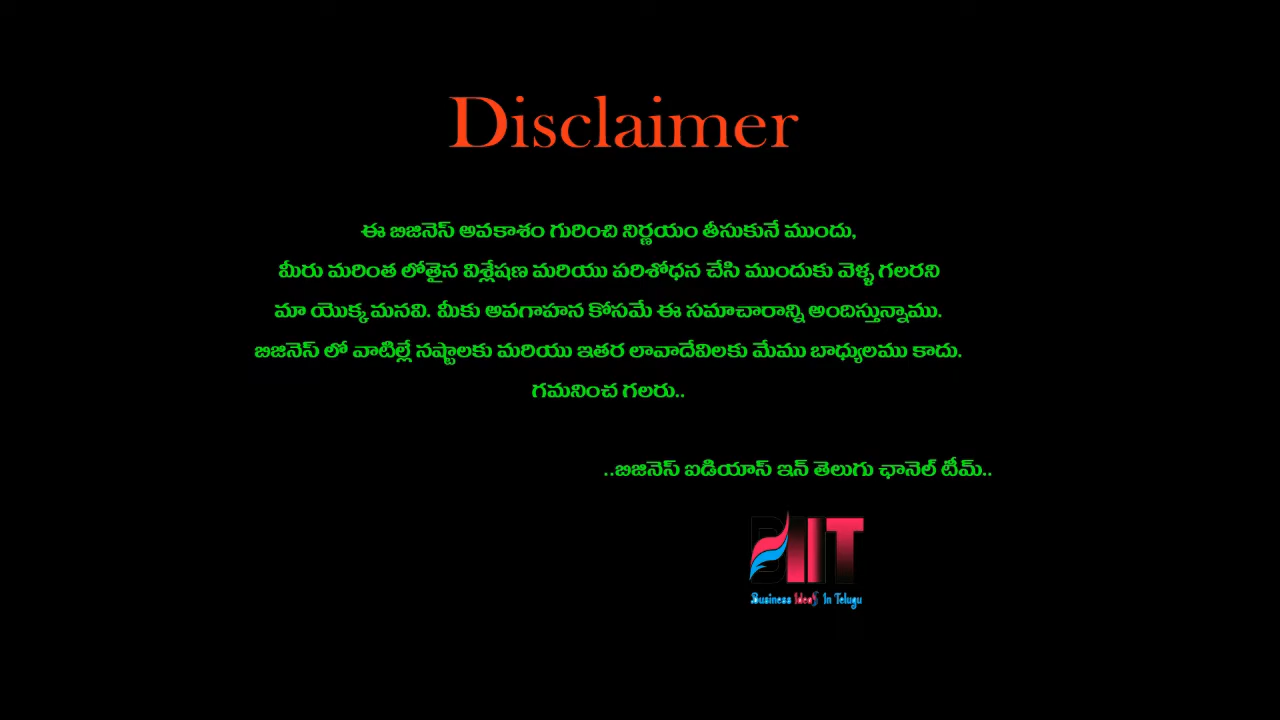 Disclaimer
ఈ బిజినెస్ అవకాశం గురించి నిర్ణయం తీసుకునే ముందు,
మీరు మరింత లోతైన విశ్లేషణ మరియు పరిశోధన చేసి ముందుకు వెళ్ళ గలరని
మా యొక్క మనవి. మీకు అవగాహన కోసమే ఈ సమాచారాన్ని అందిస్తున్నాము.
బిజినెస్ లో వాటిల్లే నష్టాలకు మరియు ఇతర లావాదేవిలకు మేము బాధ్యులము కాదు.
గమనించ గలరు..
..బిజినెస్ ఐడియాస్ ఇన్ తెలుగు ఛానెల్ టీమ్..
BIIT
Business Ideas In Telugu